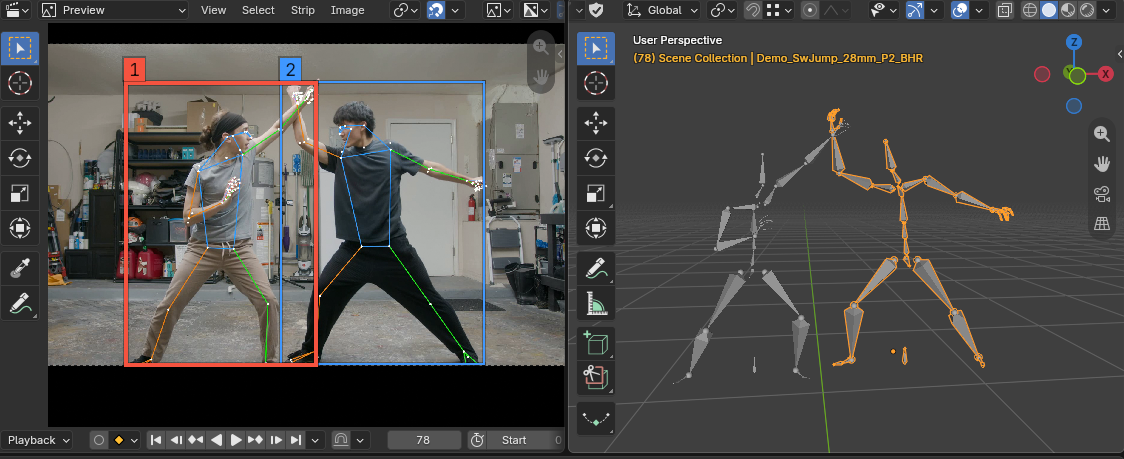 Preview View Select Strip Image
Global
1
2
User Perspective
(78) Scene Collection | Demo_SwJump_28mm_P2_BHR
Z
Y
X
Playback 78 Start 0